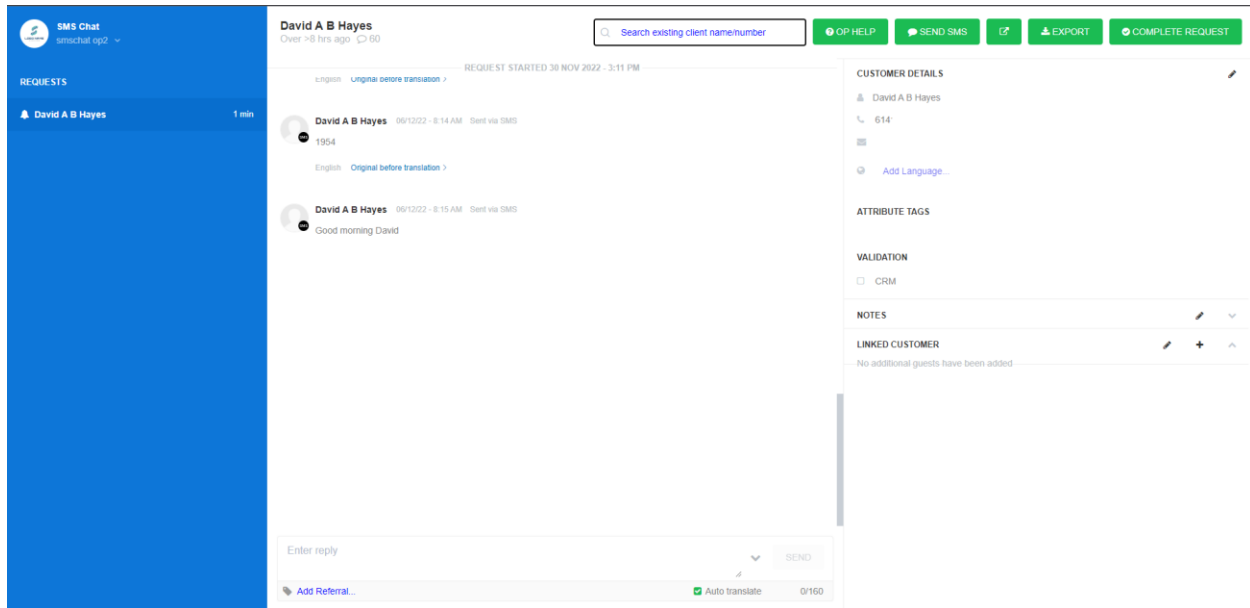 SMS Chat
smschat op2
REQUESTS
David A B Hayes 1 min
David A B Hayes
Over >8 hrs ago 60
Search existing client name/number
OP HELP
SEND SMS
EXPORT
COMPLETE REQUEST
REQUEST STARTED 30 NOV 2022 - 3:11 PM
English Original before translation >
David A B Hayes 06/12/22 - 8:14 AM Sent via SMS
SMS
1954
English Original before translation >
David A B Hayes 06/12/22 - 8:15 AM Sent via SMS
SMS
Good morning David
Enter reply
SEND
Add Referral...
Auto translate 0/160
CUSTOMER DETAILS
David A B Hayes
614
Add Language...
ATTRIBUTE TAGS
VALIDATION
CRM
NOTES
LINKED CUSTOMER
No additional guests have been added